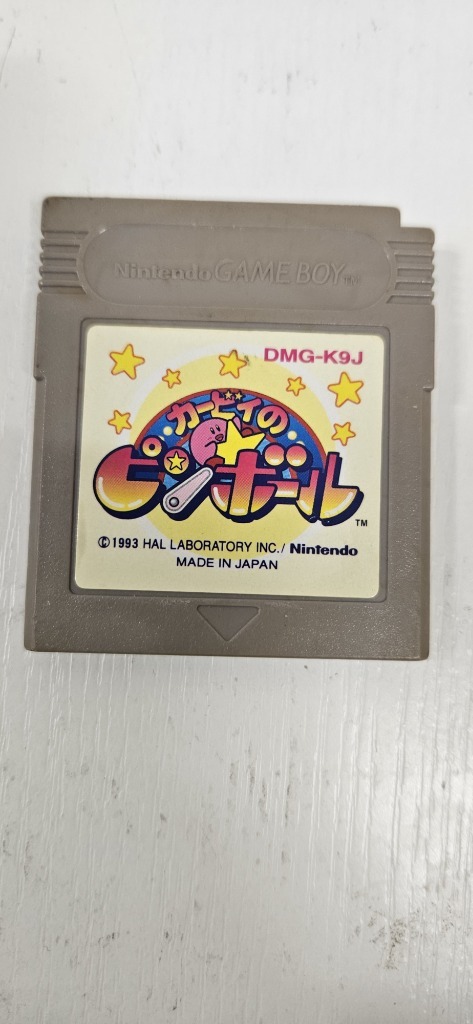 Nintendo GAME BOY TM
DMG-K9J
カービィの
ピンボール
TM
© 1993 HAL LABORATORY INC. / Nintendo
MADE IN JAPAN